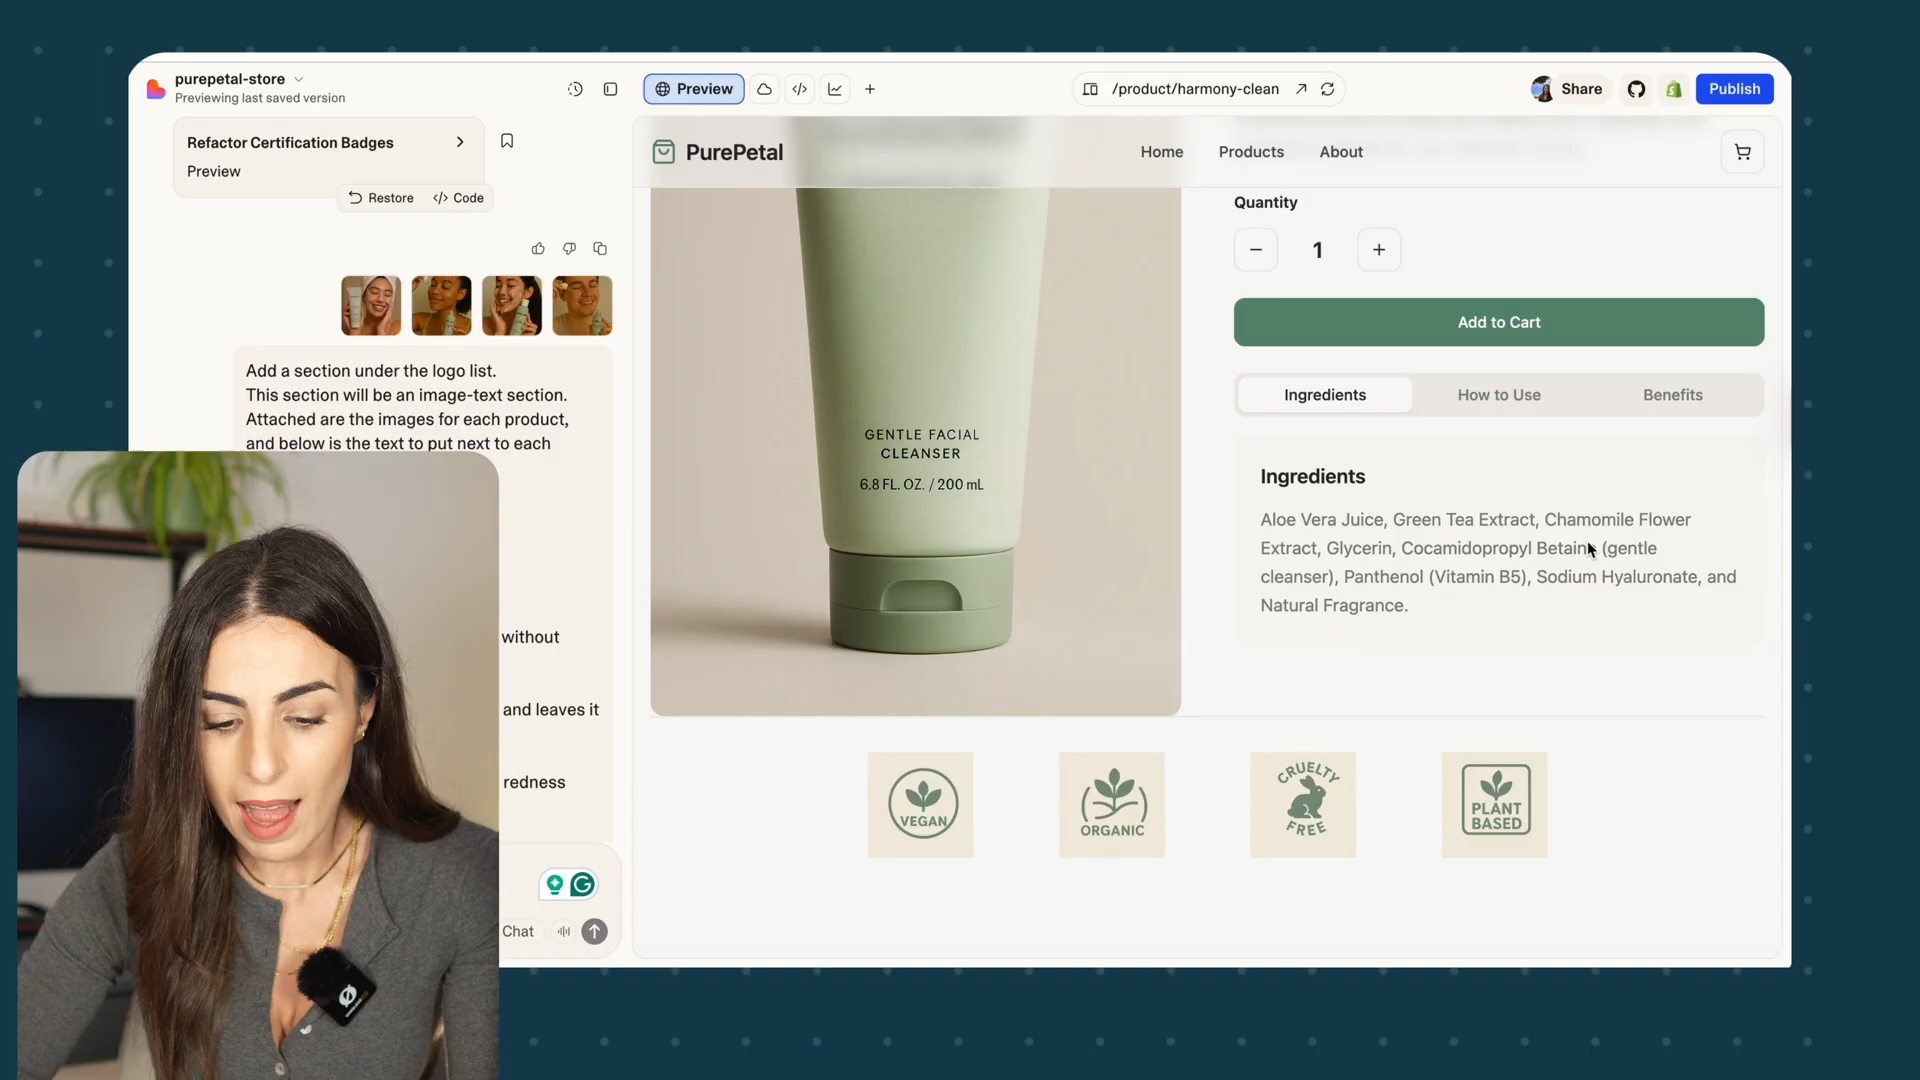 purepetal-store
Previewing last saved version
Preview
/product/harmony-clean
Share
Publish
Refactor Certification Badges
Preview
Restore
Code
Add a section under the logo list.
This section will be an image-text section.
Attached are the images for each product,
and below is the text to put next to each
without
and leaves it
redness
Chat
PurePetal
Home
Products
About
GENTLE FACIAL
CLEANSER
6.8 FL. OZ. / 200 mL
Quantity
1
Add to Cart
Ingredients
How to Use
Benefits
Ingredients
Aloe Vera Juice, Green Tea Extract, Chamomile Flower
Extract, Glycerin, Cocamidopropyl Betaine (gentle
cleanser), Panthenol (Vitamin B5), Sodium Hyaluronate, and
Natural Fragrance.
VEGAN
ORGANIC
CRUELTY
FREE
PLANT
BASED